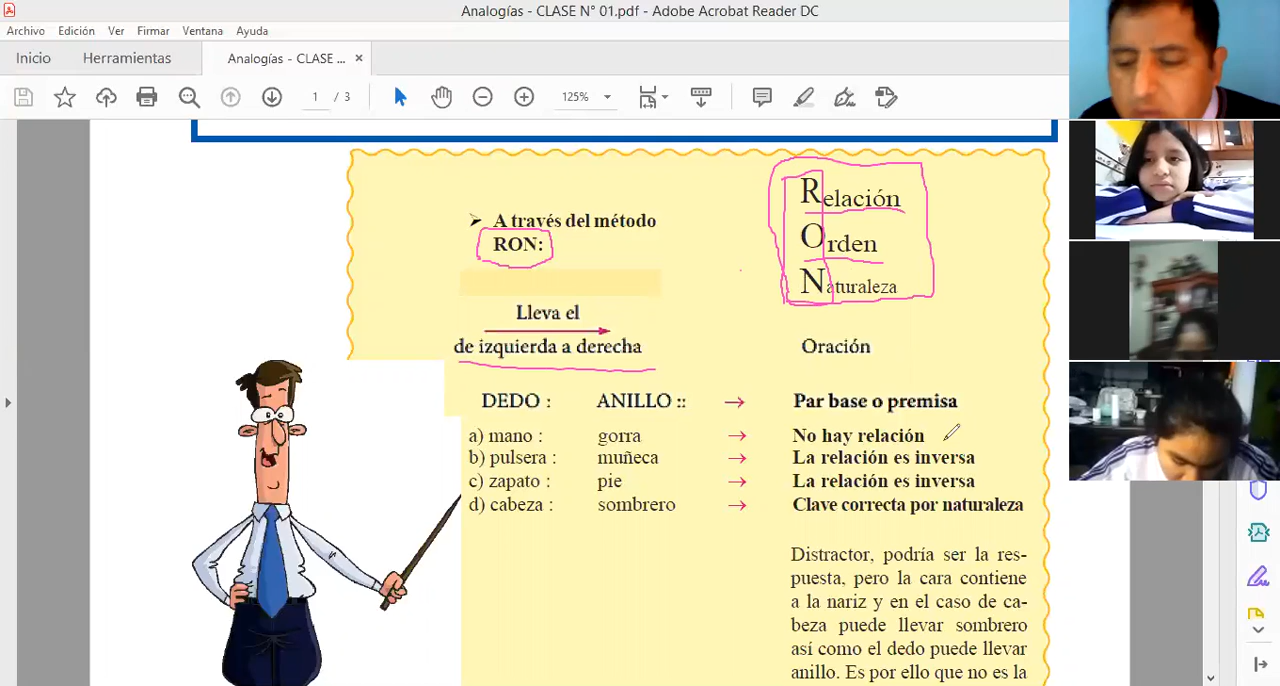 Analogías - CLASE N° 01.pdf - Adobe Acrobat Reader DC
Archivo Edición Ver Firmar Ventana Ayuda
Inicio Herramientas Analogías - CLASE ... ×
1 / 3 125%
Relación
➤ A través del método
RON:
Orden
Naturaleza
Lleva el
de izquierda a derecha Oración
DEDO : ANILLO :: → Par base o premisa
a) mano : gorra → No hay relación
b) pulsera : muñeca → La relación es inversa
c) zapato : pie → La relación es inversa
d) cabeza : sombrero → Clave correcta por naturaleza
Distractor, podría ser la res-
puesta, pero la cara contiene
a la nariz y en el caso de ca-
beza puede llevar sombrero
así como el dedo puede llevar
anillo. Es por ello que no es la